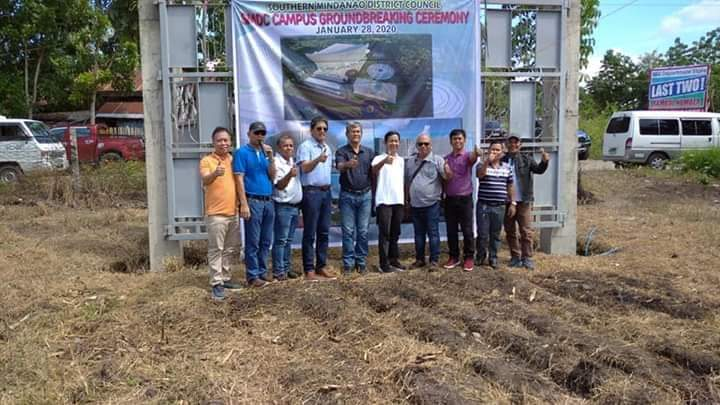 SOUTHERN MINDANAO DISTRICT COUNCIL
SMDC CAMPUS GROUNDBREAKING CEREMONY
JANUARY 28, 2020
LAST TWO!